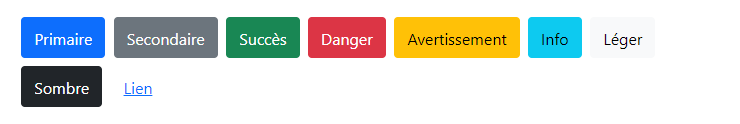 Primaire Secondaire Succès Danger Avertissement Info Léger
Sombre Lien